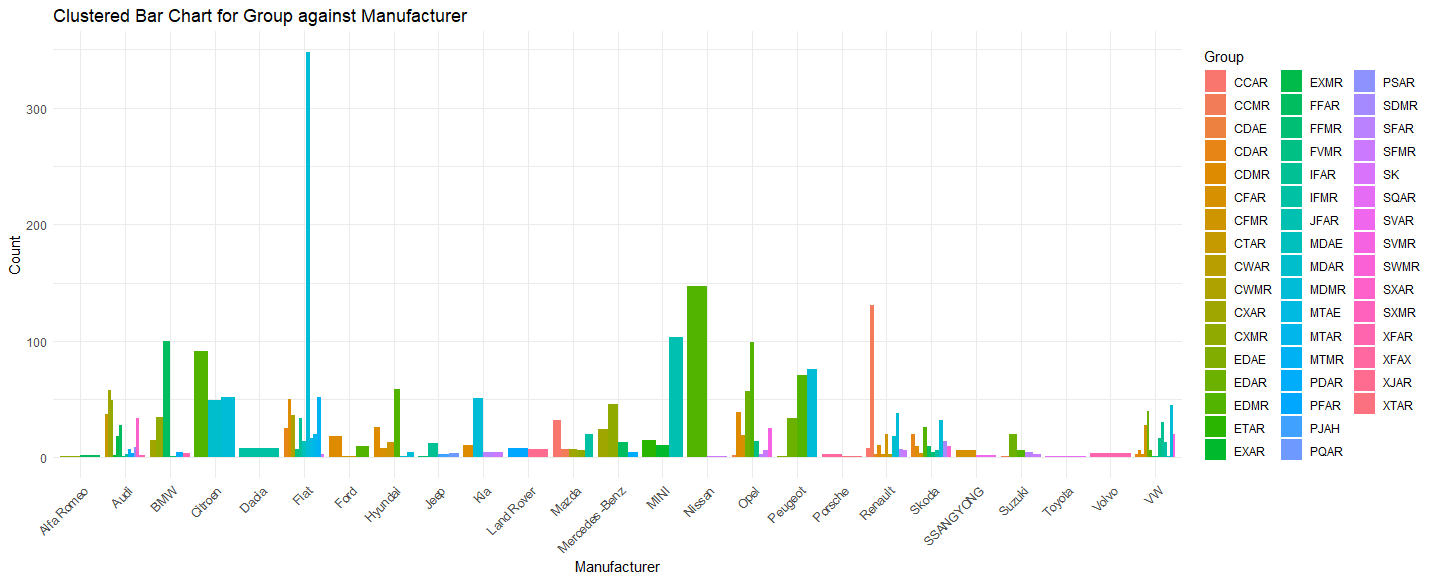 Clustered Bar Chart for Group against Manufacturer
Count
300
200
100
0
Alfa Romeo
Audi
BMW
Citroen
Dacia
Fiat
Ford
Hyundai
Jeep
Kia
Land Rover
Mazda
Mercedes-Benz
MINI
Nissan
Opel
Peugeot
Porsche
Renault
Skoda
SSANGYONG
Suzuki
Toyota
Volvo
VW
Manufacturer
Group
CCAR
CCMR
CDAE
CDAR
CDMR
CFAR
CFMR
CTAR
CWAR
CWMR
CXAR
CXMR
EDAE
EDAR
EDMR
ETAR
EXAR
EXMR
FFAR
FFMR
FVMR
IFAR
IFMR
JFAR
MDAE
MDAR
MDMR
MTAE
MTAR
MTMR
PDAR
PFAR
PJAH
PQAR
PSAR
SDMR
SFAR
SFMR
SK
SQAR
SVAR
SVMR
SWMR
SXAR
SXMR
XFAR
XFAX
XJAR
XTAR